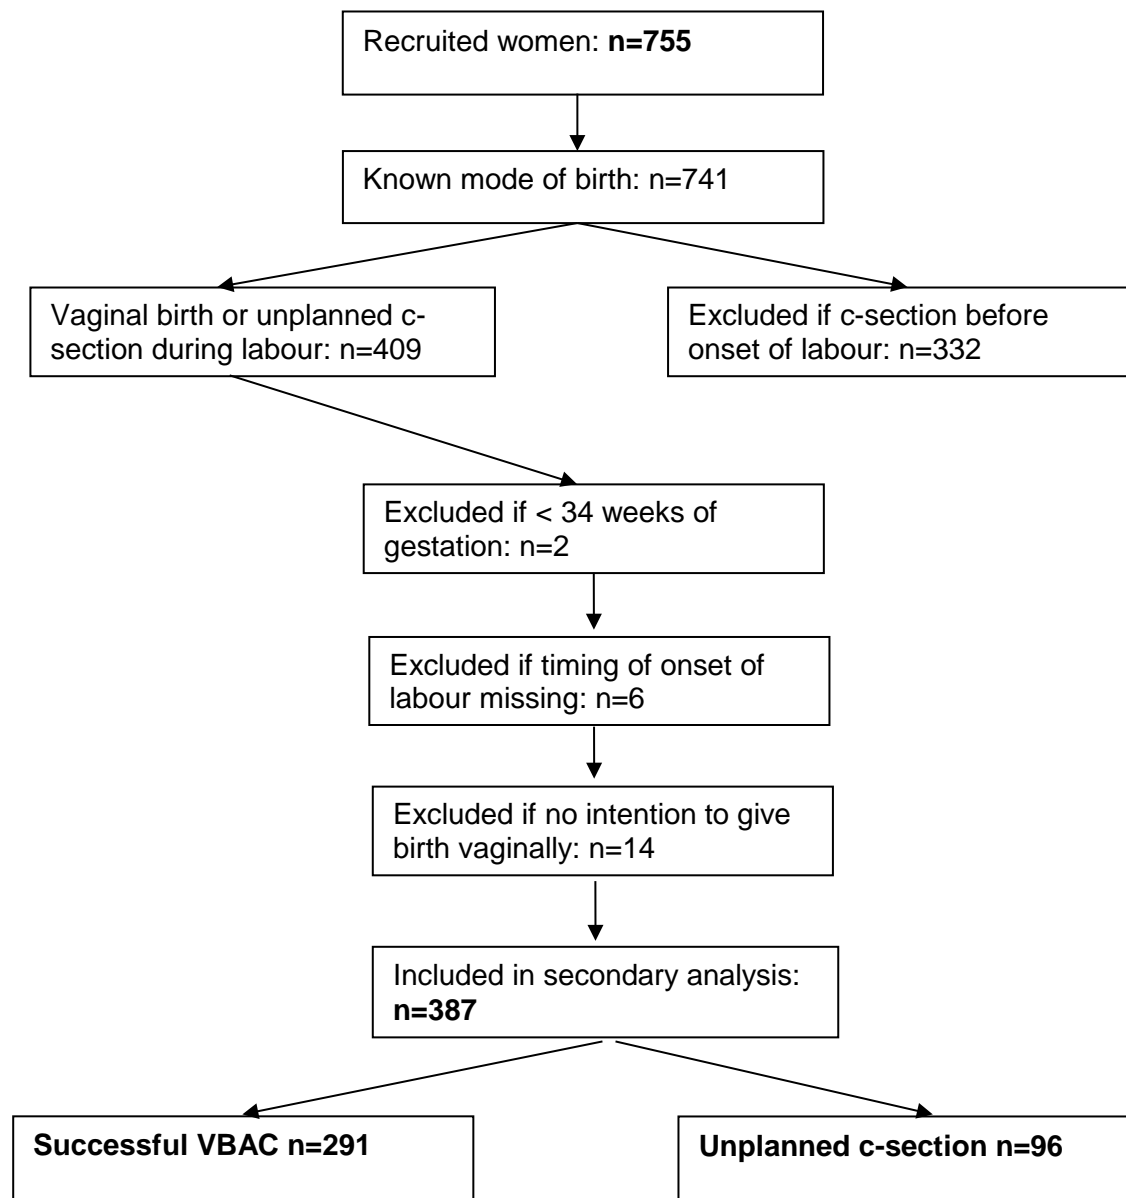 Recruited women: n=755
Known mode of birth: n=741
Vaginal birth or unplanned c-
section during labour: n=409
Excluded if c-section before
onset of labour: n=332
Excluded if < 34 weeks of
gestation: n=2
Excluded if timing of onset of
labour missing: n=6
Excluded if no intention to give
birth vaginally: n=14
Included in secondary analysis:
n=387
Successful VBAC n=291
Unplanned c-section n=96